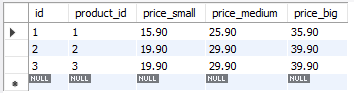 id product_id price_small price_medium price_big
1 1 15.90 25.90 35.90
2 2 19.90 29.90 39.90
3 3 19.90 29.90 39.90
NULL NULL NULL NULL NULL